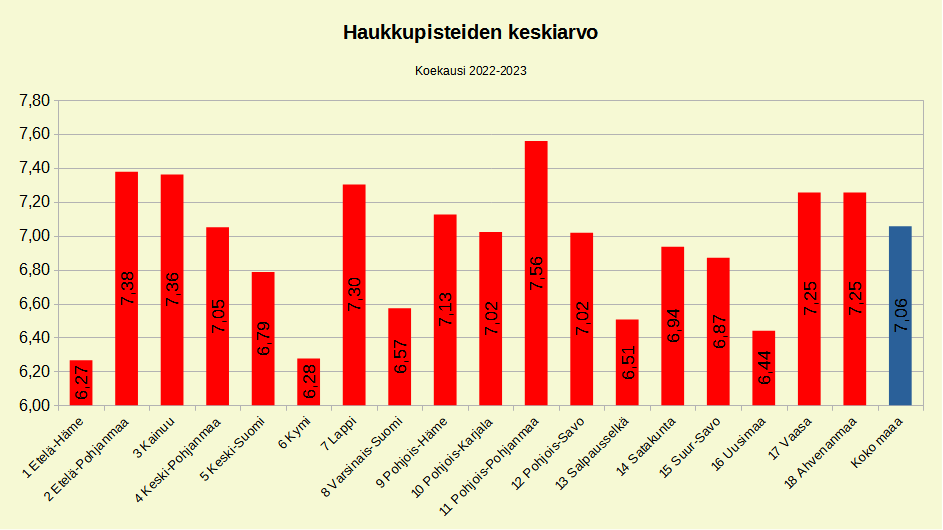 Haukkupisteiden keskiarvo
Koekausi 2022-2023
7,80
7,60
7,40
7,20
7,00
6,80
6,60
6,40
6,20
6,00
6,27
7,38
7,36
7,05
6,79
6,28
7,30
6,57
7,13
7,02
7,56
7,02
6,51
6,94
6,87
6,44
7,25
7,25
7,06
1 Etelä-Häme
2 Etelä-Pohjanmaa
3 Kainuu
4 Keski-Pohjanmaa
5 Keski-Suomi
6 Kymi
7 Lappi
8 Varsinais-Suomi
9 Pohjois-Häme
10 Pohjois-Karjala
11 Pohjois-Pohjanmaa
12 Pohjois-Savo
13 Salpausselkä
14 Satakunta
15 Suur-Savo
16 Uusimaa
17 Vaasa
18 Ahvenanmaa
Koko maa